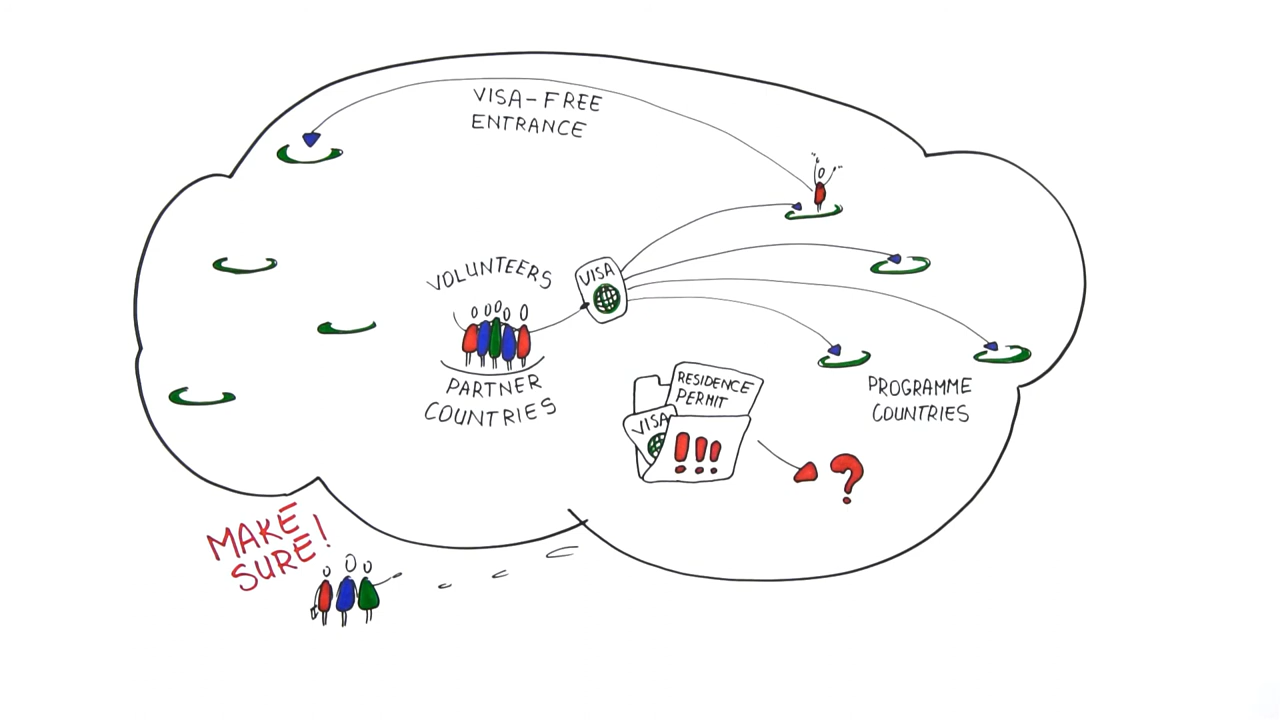 VISA-FREE
ENTRANCE
VOLUNTEERS
VISA
PARTNER
COUNTRIES
RESIDENCE
PERMIT
VISA
!!!
?
PROGRAMME
COUNTRIES
MAKE
SURE!